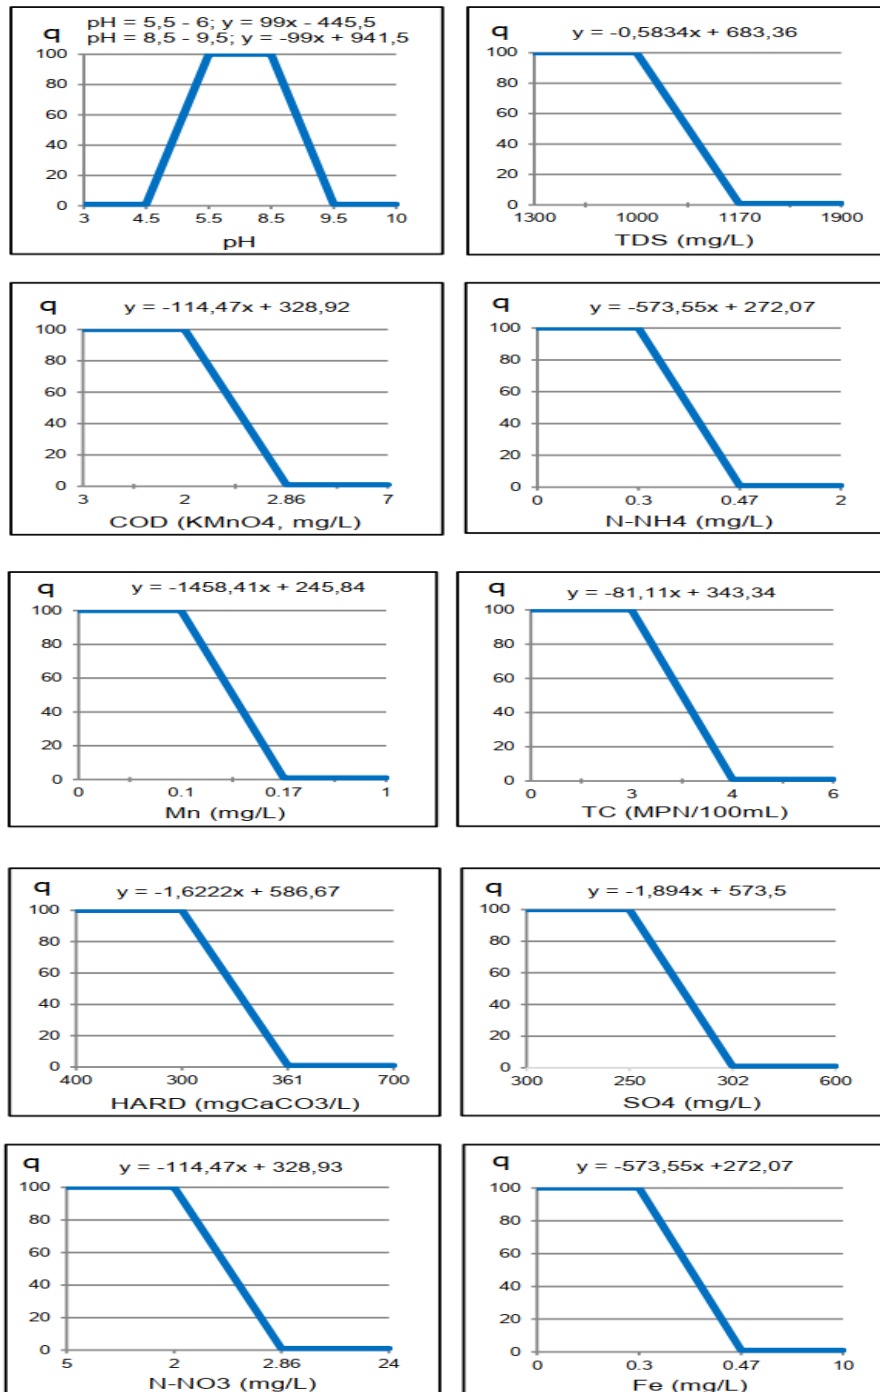 q
pH = 5,5 - 6; y = 99x - 445,5
pH = 8,5 - 9,5; y = -99x + 941,5
100
80
60
40
20
0
3 4.5 5.5 8.5 9.5 10
pH
y = -0,5834x + 683,36
q
100
80
60
40
20
0
1300 1000 1170 1900
TDS (mg/L)
q y = -114,47x + 328,92
100
80
60
40
20
0
3 2 2.86 7
COD (KMnO4, mg/L)
q y = -573,55x + 272,07
100
80
60
40
20
0
0 0.3 0.47 2
N-NH4 (mg/L)
q y = -1458,41x + 245,84
100
80
60
40
20
0
0 0.1 0.17 1
Mn (mg/L)
q y = -81,11x + 343,34
100
80
60
40
20
0
0 3 4 6
TC (MPN/100mL)
q y = -1,6222x + 586,67
100
80
60
40
20
0
400 300 361 700
HARD (mgCaCO3/L)
q y = -1,894x + 573,5
100
80
60
40
20
0
300 250 302 600
SO4 (mg/L)
q y = -114,47x + 328,93
100
80
60
40
20
0
5 2 2.86 24
N-NO3 (mg/L)
q y = -573,55x +272,07
100
80
60
40
20
0
0 0.3 0.47 10
Fe (mg/L)